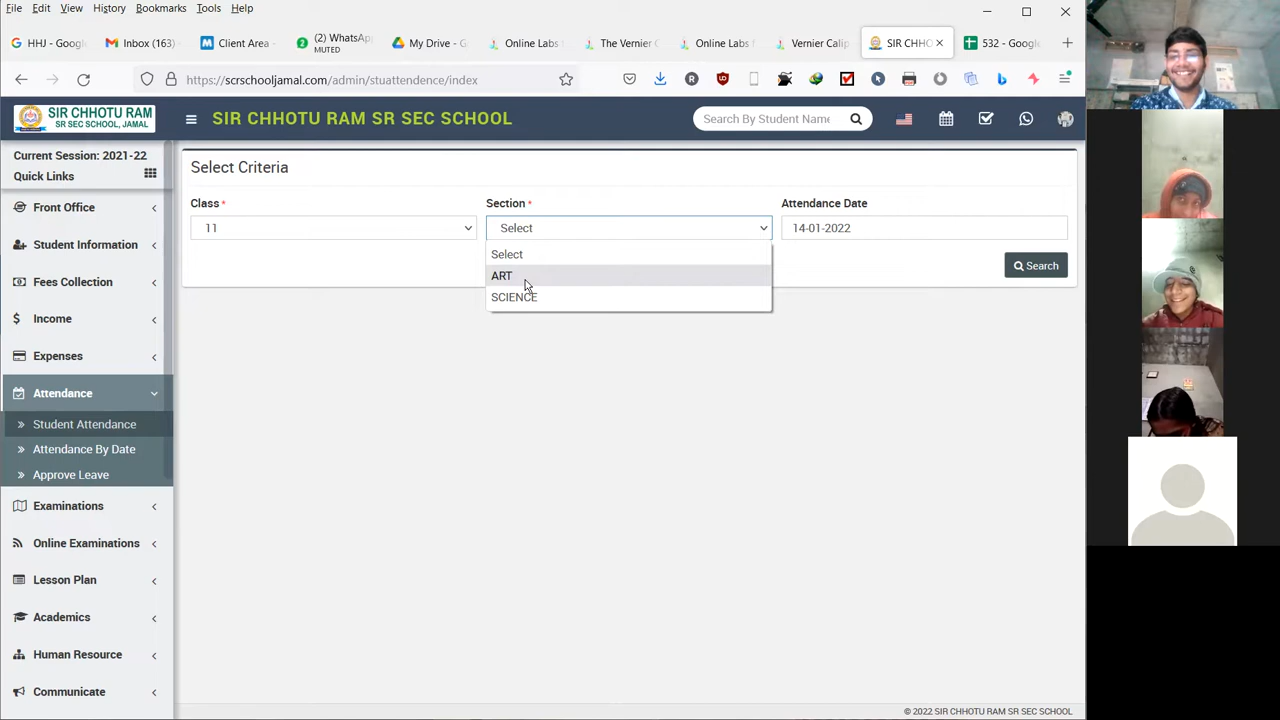 File Edit View History Bookmarks Tools Help
HHJ - Goog
Inbox (163)
Client Area -
(2) WhatsAp
MUTED
My Drive - G
Online Labs f
The Vernier C
Online Labs f
Vernier Calip
SIR CHHO
532 - Google
https://scrschooljamal.com/admin/stuattendence/index
SIR CHHOTU RAM
SR SEC SCHOOL, JAMAL
SIR CHHOTU RAM SR SEC SCHOOL
Search By Student Name
Current Session: 2021-22
Quick Links
Front Office
Student Information
Fees Collection
Income
Expenses
Attendance
Student Attendance
Attendance By Date
Approve Leave
Examinations
Online Examinations
Lesson Plan
Academics
Human Resource
Communicate
Select Criteria
Class *
Section *
Attendance Date
11
Select
14-01-2022
Select
ART
SCIENCE
Search
© 2022 SIR CHHOTU RAM SR SEC SCHOOL